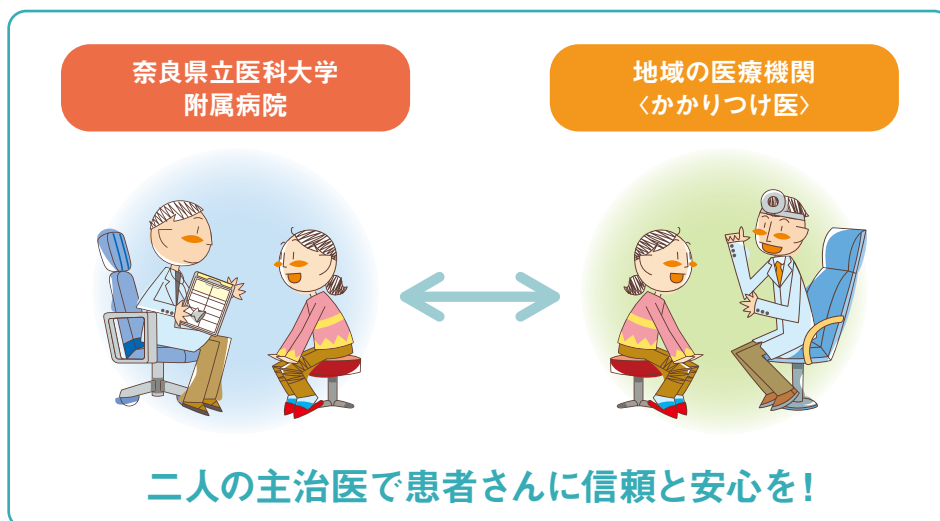 奈良県立医科大学
附属病院
地域の医療機関
〈かかりつけ医〉
二人の主治医で患者さんに信頼と安心を!